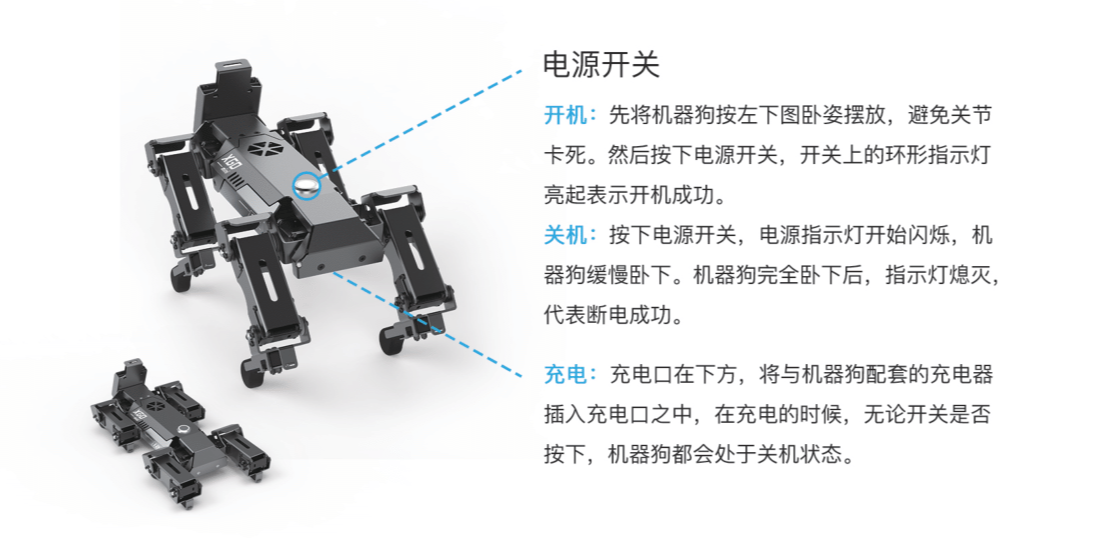 电源开关
开机：先将机器狗按左下图卧姿摆放，避免关节
卡死。然后按下电源开关，开关上的环形指示灯
亮起表示开机成功。
关机：按下电源开关，电源指示灯开始闪烁，机
器狗缓慢卧下。机器狗完全卧下后，指示灯熄灭，
代表断电成功。
充电：充电口在下方，将与机器狗配套的充电器
插入充电口之中，在充电的时候，无论开关是否
按下，机器狗都会处于关机状态。
XGO
XGO